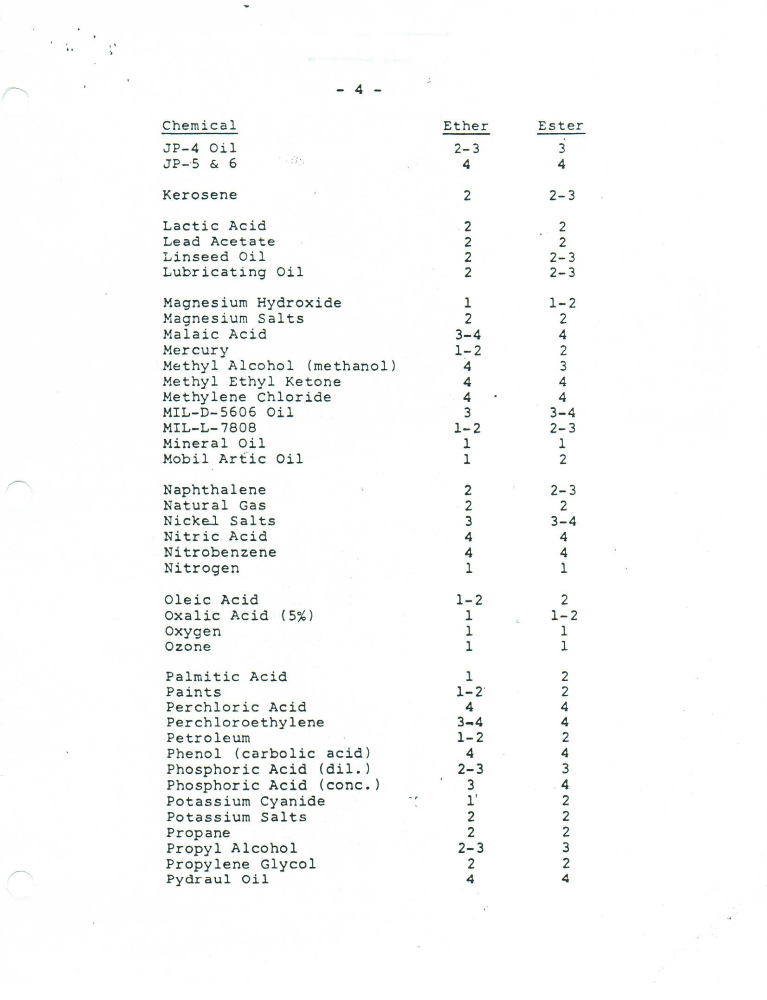 - 4 -
Chemical Ether Ester
JP-4 Oil 2-3 3
JP-5 & 6 4 4
Kerosene 2 2-3
Lactic Acid 2 2
Lead Acetate 2 2
Linseed Oil 2 2-3
Lubricating Oil 2 2-3
Magnesium Hydroxide 1 1-2
Magnesium Salts 2 2
Malaic Acid 3-4 4
Mercury 1-2 2
Methyl Alcohol (methanol) 4 3
Methyl Ethyl Ketone 4 4
Methylene Chloride 4 4
MIL-D-5606 Oil 3 3-4
MIL-L-7808 1-2 2-3
Mineral Oil 1 1
Mobil Artic Oil 1 2
Naphthalene 2 2-3
Natural Gas 2 2
Nickel Salts 3 3-4
Nitric Acid 4 4
Nitrobenzene 4 4
Nitrogen 1 1
Oleic Acid 1-2 2
Oxalic Acid (5%) 1 1-2
Oxygen 1 1
Ozone 1 1
Palmitic Acid 1 2
Paints 1-2 2
Perchloric Acid 4 4
Perchloroethylene 3-4 4
Petroleum 1-2 2
Phenol (carbolic acid) 4 4
Phosphoric Acid (dil.) 2-3 3
Phosphoric Acid (conc.) 3 4
Potassium Cyanide 1 2
Potassium Salts 2 2
Propane 2 2
Propyl Alcohol 2-3 3
Propylene Glycol 2 2
Pydraul Oil 4 4